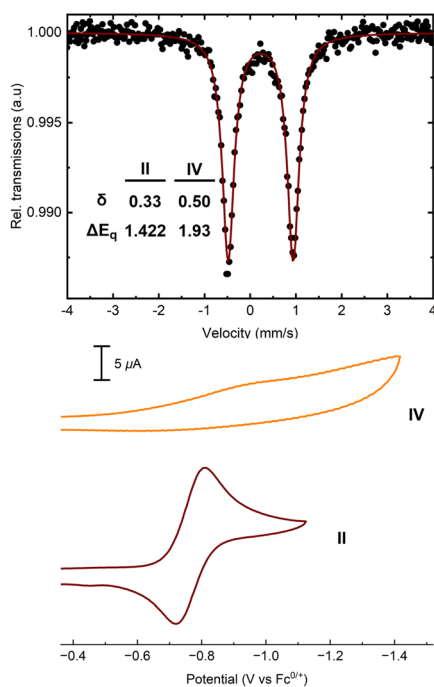 1.000
0.995
0.990
Rel. transmissions (a.u)
II IV
δ 0.33 0.50
ΔEq 1.422 1.93
-4 -3 -2 -1 0 1 2 3 4
Velocity (mm/s)
5 µA
IV
II
−0.4 −0.6 −0.8 −1.0 −1.2 −1.4
Potential (V vs Fc0/+)